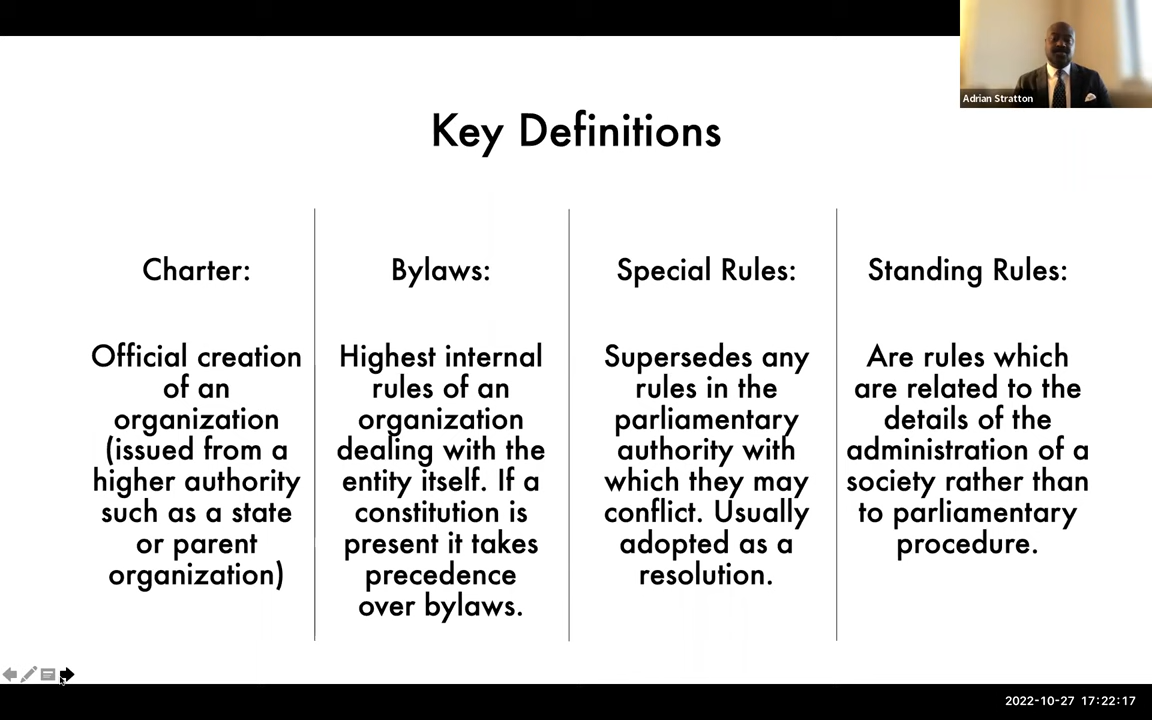 Adrian Stratton
Key Definitions
Charter:
Official creation
of an
organization
(issued from a
higher authority
such as a state
or parent
organization)
Bylaws:
Highest internal
rules of an
organization
dealing with the
entity itself. If a
constitution is
present it takes
precedence
over bylaws.
Special Rules:
Supersedes any
rules in the
parliamentary
authority with
which they may
conflict. Usually
adopted as a
resolution.
Standing Rules:
Are rules which
are related to the
details of the
administration of a
society rather than
to parliamentary
procedure.
2022-10-27 17:22:17